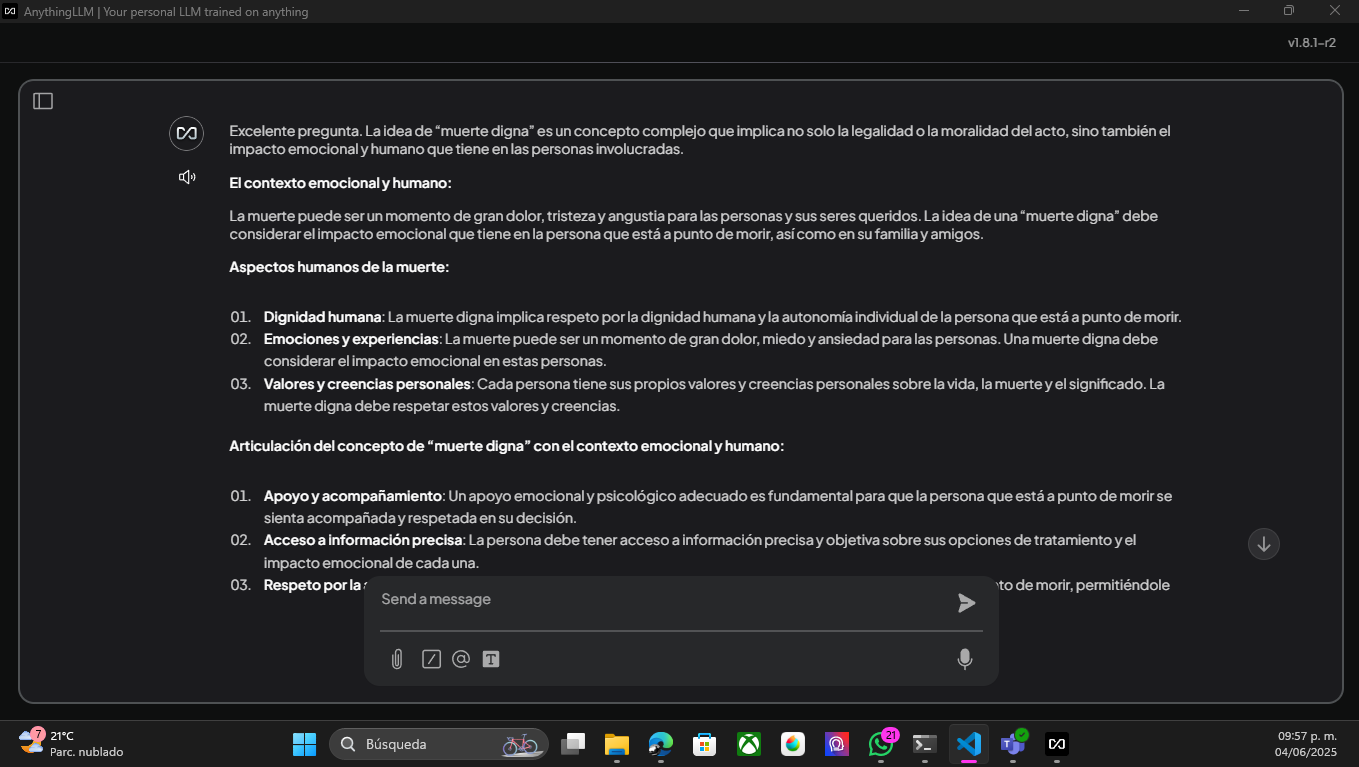 AnythingLLM | Your personal LLM trained on anything
v1.8.1-r2
Excelente pregunta. La idea de “muerte digna” es un concepto complejo que implica no solo la legalidad o la moralidad del acto, sino también el
impacto emocional y humano que tiene en las personas involucradas.
El contexto emocional y humano:
La muerte puede ser un momento de gran dolor, tristeza y angustia para las personas y sus seres queridos. La idea de una “muerte digna” debe
considerar el impacto emocional que tiene en la persona que está a punto de morir, así como en su familia y amigos.
Aspectos humanos de la muerte:
01. Dignidad humana: La muerte digna implica respeto por la dignidad humana y la autonomía individual de la persona que está a punto de morir.
02. Emociones y experiencias: La muerte puede ser un momento de gran dolor, miedo y ansiedad para las personas. Una muerte digna debe
considerar el impacto emocional en estas personas.
03. Valores y creencias personales: Cada persona tiene sus propios valores y creencias personales sobre la vida, la muerte y el significado. La
muerte digna debe respetar estos valores y creencias.
Articulación del concepto de “muerte digna” con el contexto emocional y humano:
01. Apoyo y acompañamiento: Un apoyo emocional y psicológico adecuado es fundamental para que la persona que está a punto de morir se
sienta acompañada y respetada en su decisión.
02. Acceso a información precisa: La persona debe tener acceso a información precisa y objetiva sobre sus opciones de tratamiento y el
impacto emocional de cada una.
03. Respeto por la de morir, permitiéndole
Send a message
7
21°C
Parc. nublado
Búsqueda
21
09:57 p. m.
04/06/2025